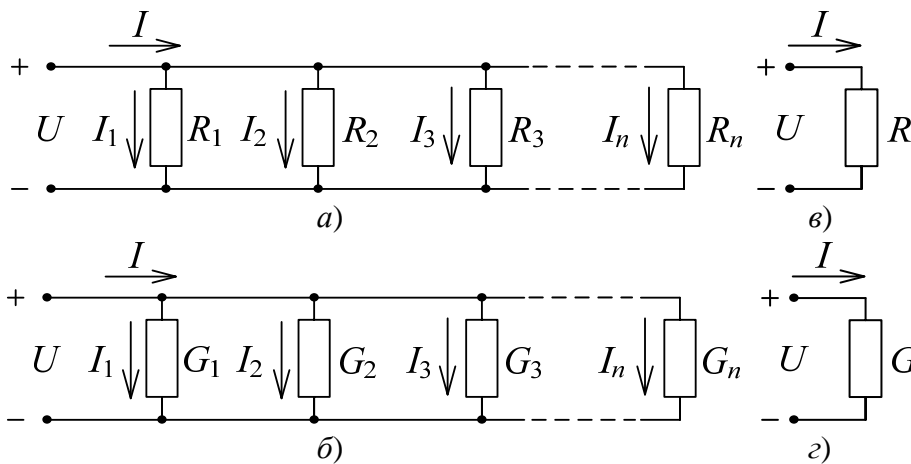 I I
+ +
U I₁ R₁ I₂ R₂ I₃ R₃ Iₙ Rₙ U R
− −
а) в)
I I
+ +
U I₁ G₁ I₂ G₂ I₃ G₃ Iₙ Gₙ U G
− −
б) г)